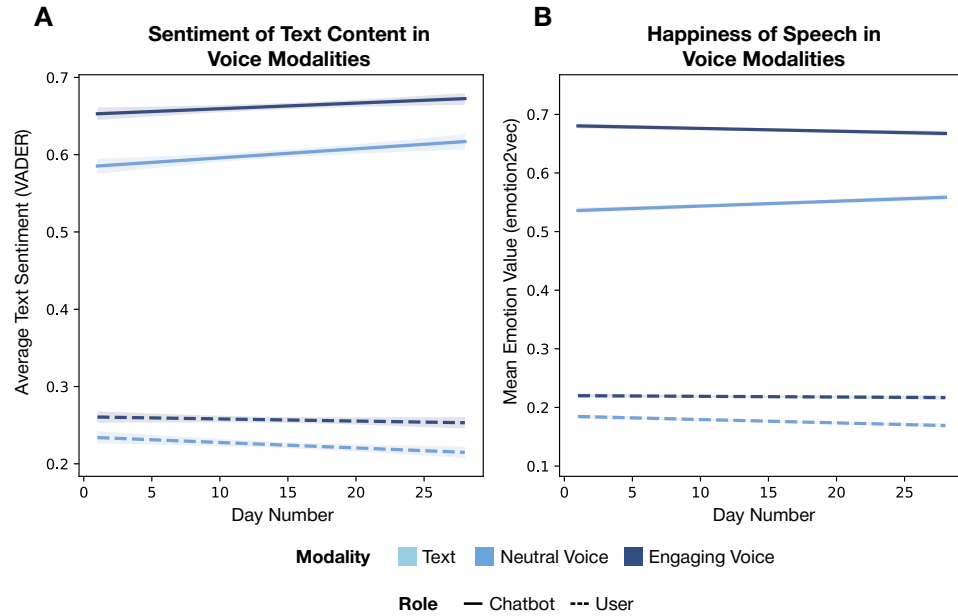 A
Sentiment of Text Content in
Voice Modalities
Average Text Sentiment (VADER)
0.7
0.6
0.5
0.4
0.3
0.2
0
5
10
15
20
25
Day Number
B
Happiness of Speech in
Voice Modalities
Mean Emotion Value (emotion2vec)
0.7
0.6
0.5
0.4
0.3
0.2
0.1
0
5
10
15
20
25
Day Number
Modality Text Neutral Voice Engaging Voice
Role Chatbot User